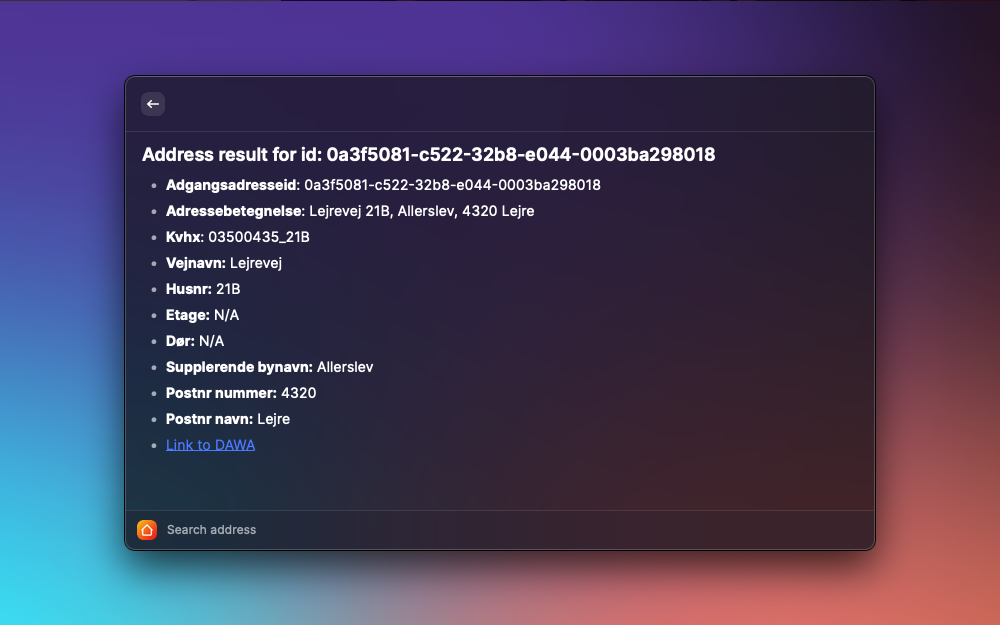 Address result for id: 0a3f5081-c522-32b8-e044-0003ba298018
Adgangsadresseid: 0a3f5081-c522-32b8-e044-0003ba298018
Adressebetegnelse: Lejrevej 21B, Allerslev, 4320 Lejre
Kvhx: 03500435_21B
Vejnavn: Lejrevej
Husnr: 21B
Etage: N/A
Dør: N/A
Supplerende bynavn: Allerslev
Postnr nummer: 4320
Postnr navn: Lejre
Link to DAWA
Search address